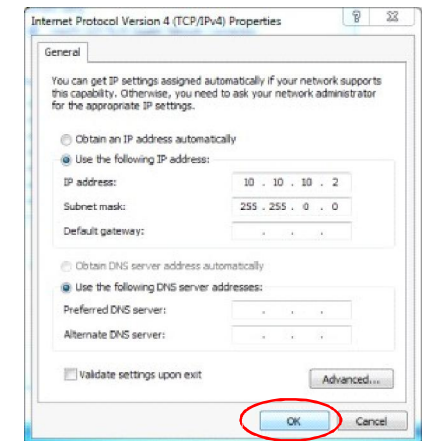 Internet Protocol Version 4 (TCP/IPv4) Properties
General
You can get IP settings assigned automatically if your network supports
this capability. Otherwise, you need to ask your network administrator
for the appropriate IP settings.
Obtain an IP address automatically
Use the following IP address:
IP address: 10 . 10 . 10 . 2
Subnet mask: 255 . 255 . 0 . 0
Default gateway: . . .
Obtain DNS server address automatically
Use the following DNS server addresses:
Preferred DNS server: . . .
Alternate DNS server: . . .
Validate settings upon exit
Advanced...
OK Cancel